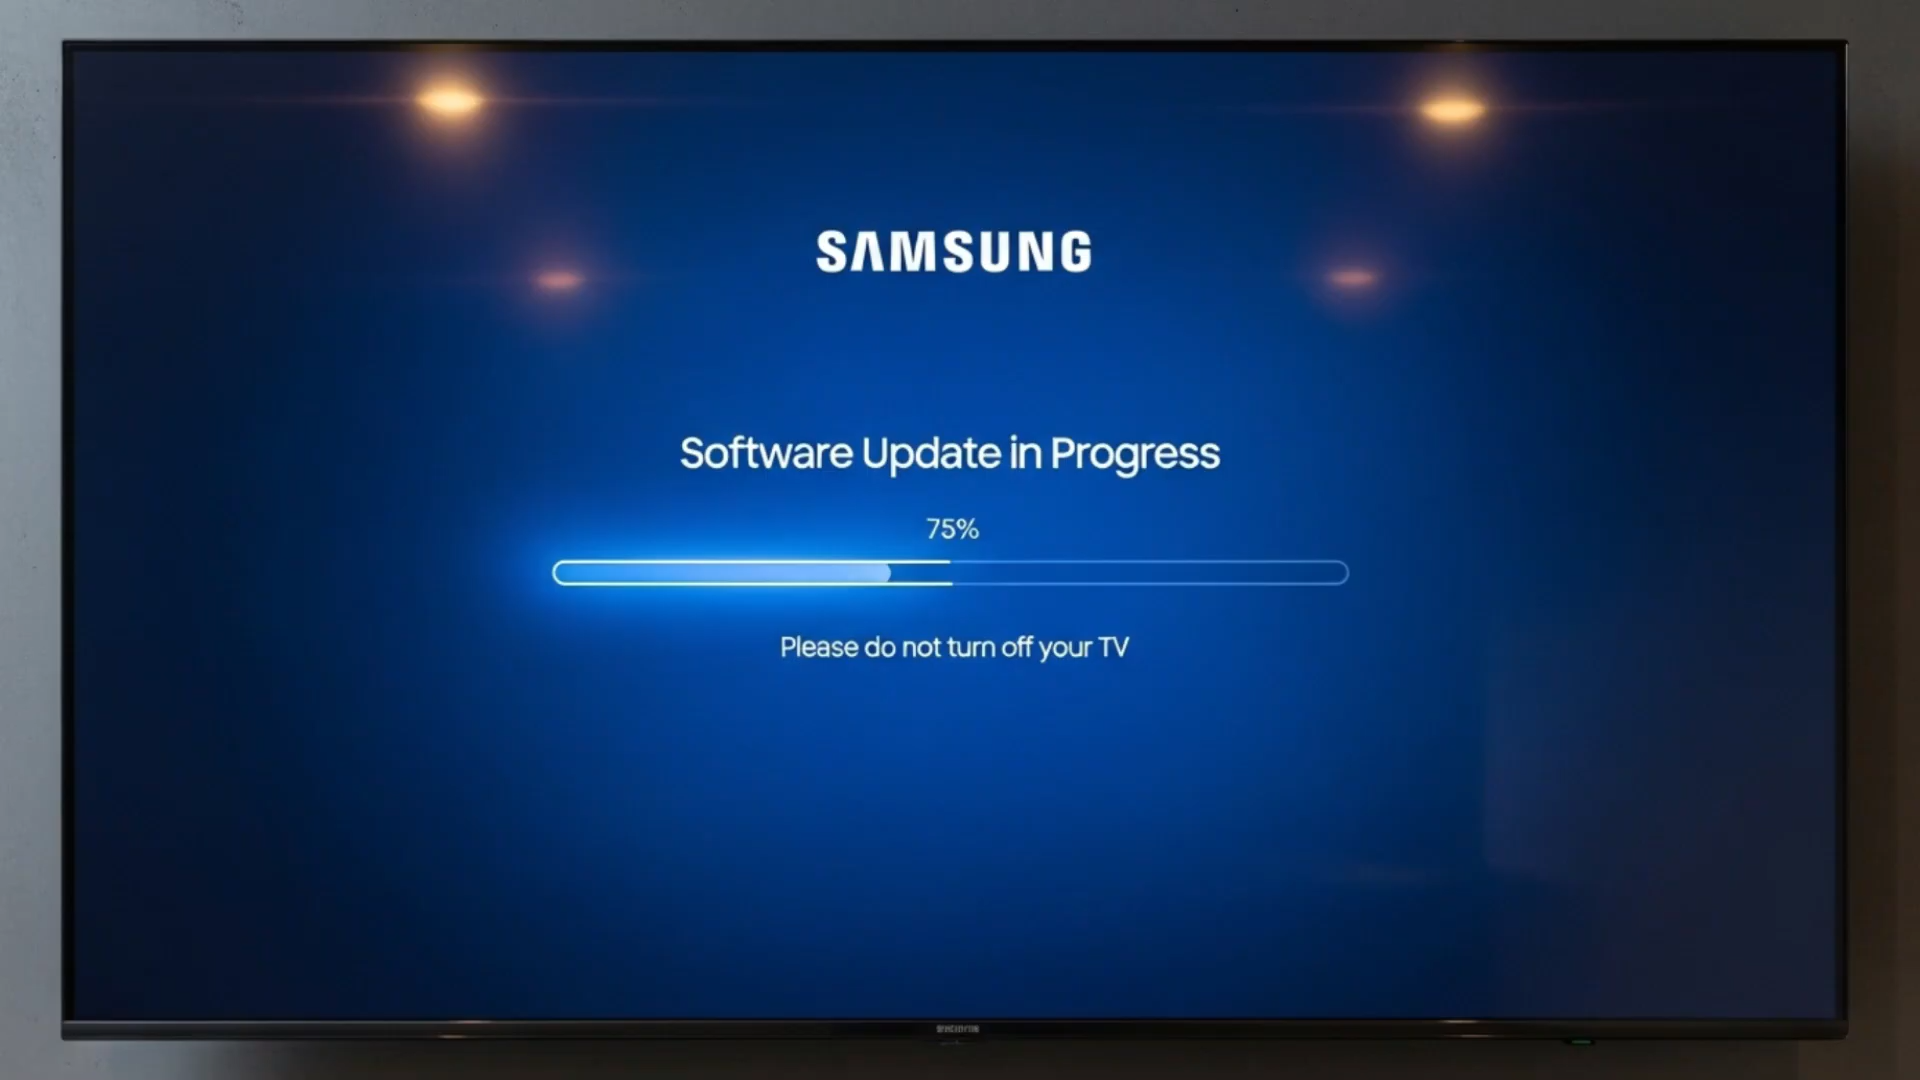 SAMSUNG
Software Update in Progress
75%
Please do not turn off your TV